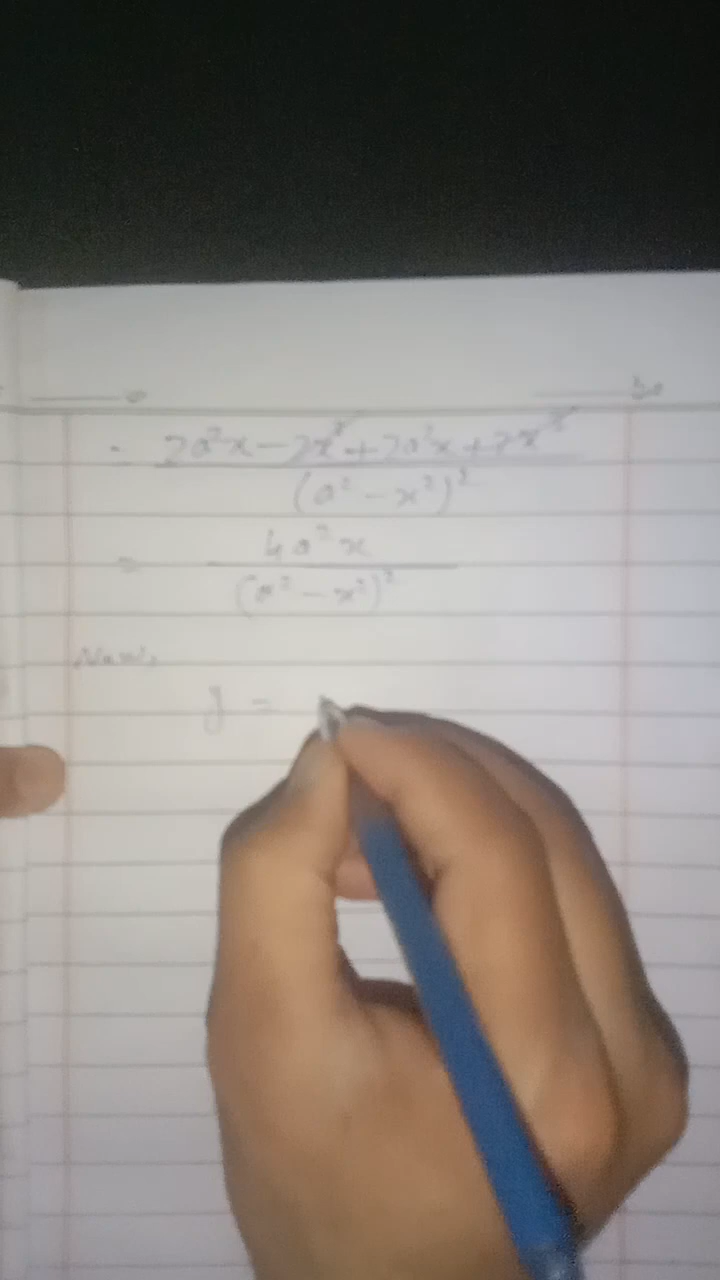 = 2a²x - 2x³ + 2a²x + 2x³
(a² - x²)²
= 4a²x
(a² - x²)²
Now,
y =